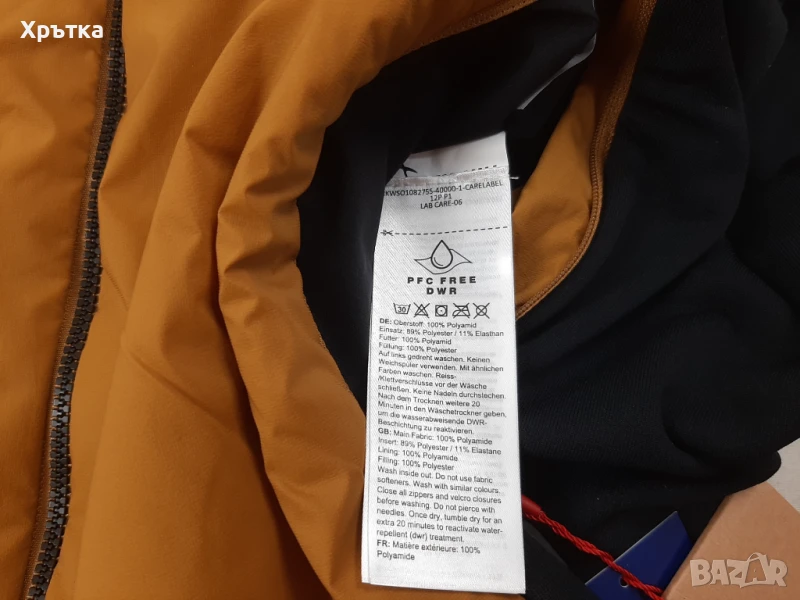 Хрътка
KWSO1082755-40000-1-CARELABEL
12P P1
LAB CARE-06
PFC FREE
DWR
30
DE: Oberstoff: 100% Polyamid
Einsatz: 89% Polyester / 11% Elasthan
Futter: 100% Polyamid
Füllung: 100% Polyester
Auf links gedreht waschen. Keinen
Weichspüler verwenden. Mit ähnlichen
Farben waschen. Reiss-
/Klettverschlüsse vor der Wäsche
schließen. Keine Nadeln durchstechen.
Nach dem Trocknen weitere 20
Minuten in den Wäschetrockner geben,
um die wasserabweisende DWR-
Beschichtung zu reaktivieren.
GB: Main Fabric: 100% Polyamide
Insert: 89% Polyester / 11% Elastane
Lining: 100% Polyamide
Filling: 100% Polyester
Wash inside out. Do not use fabric
softeners. Wash with similar colours.
Close all zippers and velcro closures
before washing. Do not pierce with
needles. Once dry, tumble dry for an
extra 20 minutes to reactivate water-
repellent (dwr) treatment.
FR: Matière extérieure: 100%
Polyamide
BAZAR